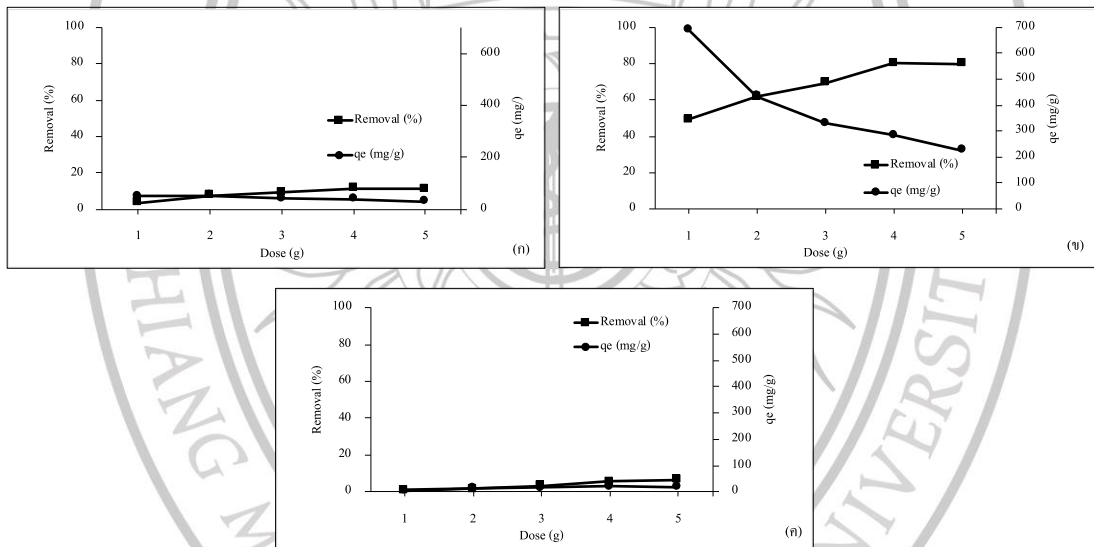 100
80
60
40
20
0
Removal (%)
600
400
200
0
qe (mg/)
Removal (%)
qe (mg/g)
1 2 3 4 5
Dose (g)
(ก)
100
80
60
40
20
0
Removal (%)
700
600
500
400
300
200
100
0
qe (mg/g)
Removal (%)
qe (mg/g)
1 2 3 4 5
Dose (g)
(ข)
100
80
60
40
20
0
Removal (%)
700
600
500
400
300
200
100
0
qe (mg/g)
Removal (%)
qe (mg/g)
1 2 3 4 5
Dose (g)
(ค)
HIANG M
UNIVERSIT